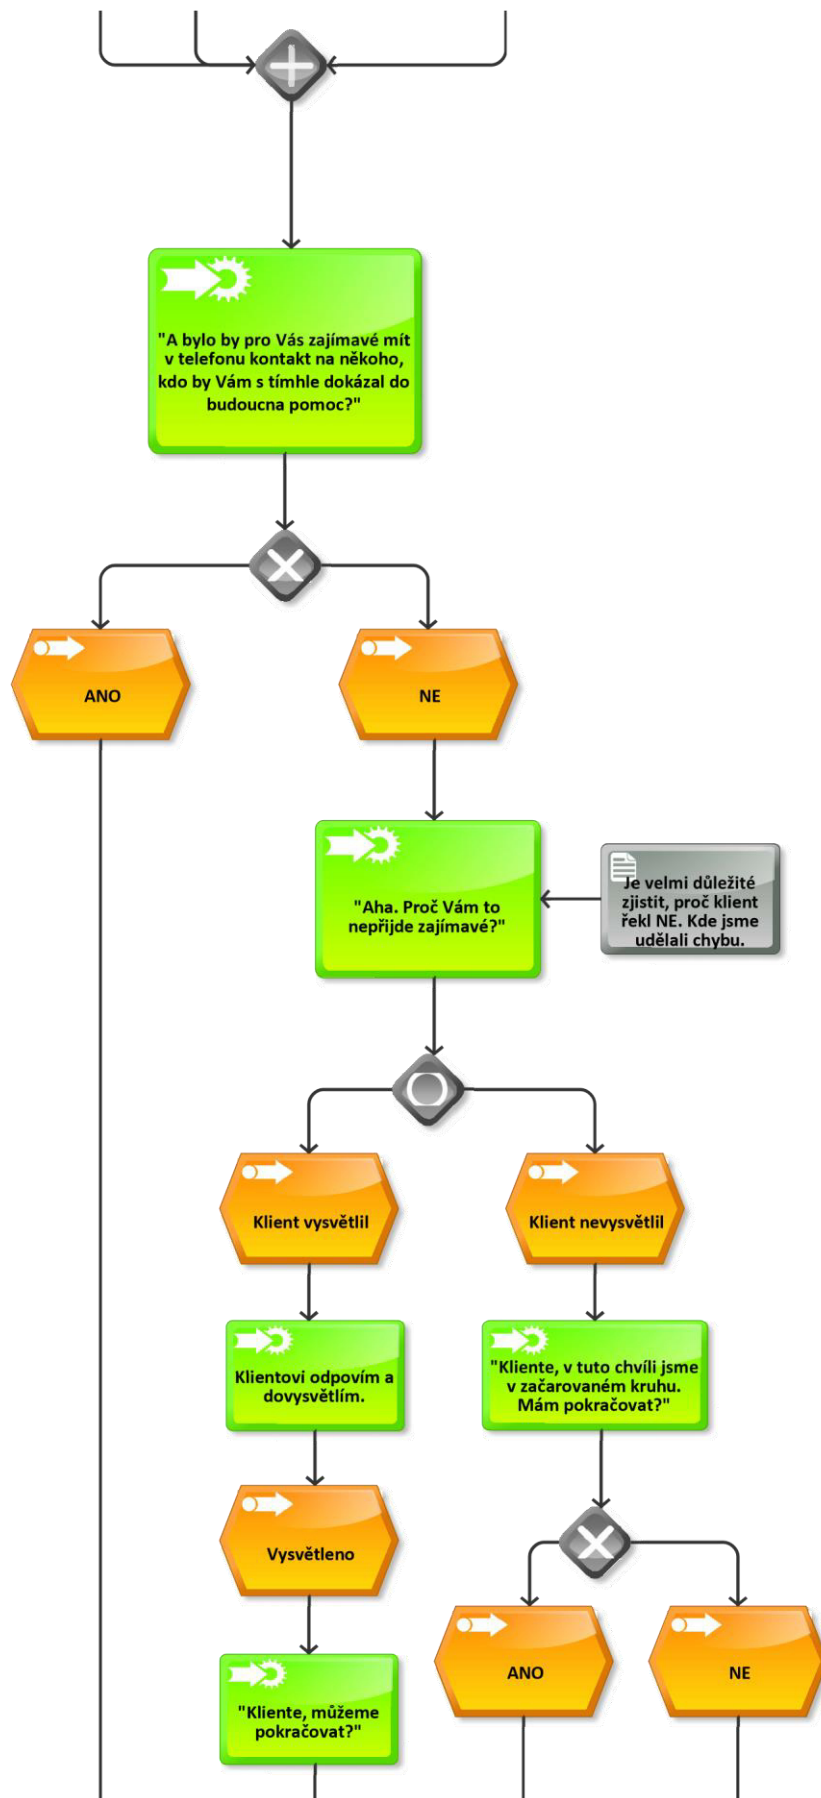 "A bylo by pro Vás zajímavé mít
v telefonu kontakt na někoho,
kdo by Vám s tímhle dokázal do
budoucna pomoc?"
ANO
NE
"Aha. Proč Vám to
nepřijde zajímavé?"
Je velmi důležité
zjistit, proč klient
řekl NE. Kde jsme
udělali chybu.
Klient vysvětlil
Klient nevysvětlil
Klientovi odpovím a
dovysvětlím.
"Kliente, v tuto chvíli jsme
v začarovaném kruhu.
Mám pokračovat?"
Vysvětleno
ANO
NE
"Kliente, můžeme
pokračovat?"